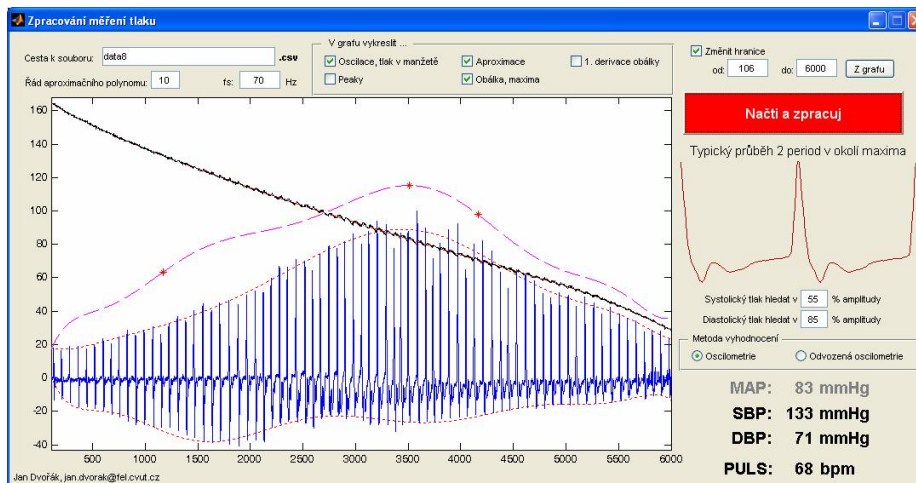 Zpracování měření tlaku
Cesta k souboru: data8 .csv
Řád aproximačního polynomu: 10 fs: 70 Hz
V grafu vykreslit ...
Oscilace, tlak v manžetě Aproximace 1. derivace obálky
Peaky Obálka, maxima
Změnit hranice
od: 106 do: 6000 Z grafu
Načti a zpracuj
Typický průběh 2 period v okolí maxima
160
140
120
100
80
60
40
20
0
-20
-40
500 1000 1500 2000 2500 3000 3500 4000 4500 5000 5500 6000
Systolický tlak hledat v 55 % amplitudy
Diastolický tlak hledat v 85 % amplitudy
Metoda vyhodnocení
Oscilometrie Odvozená oscilometrie
MAP: 83 mmHg
SBP: 133 mmHg
DBP: 71 mmHg
PULS: 68 bpm
Jan Dvořák, jan.dvorak@fel.cvut.cz